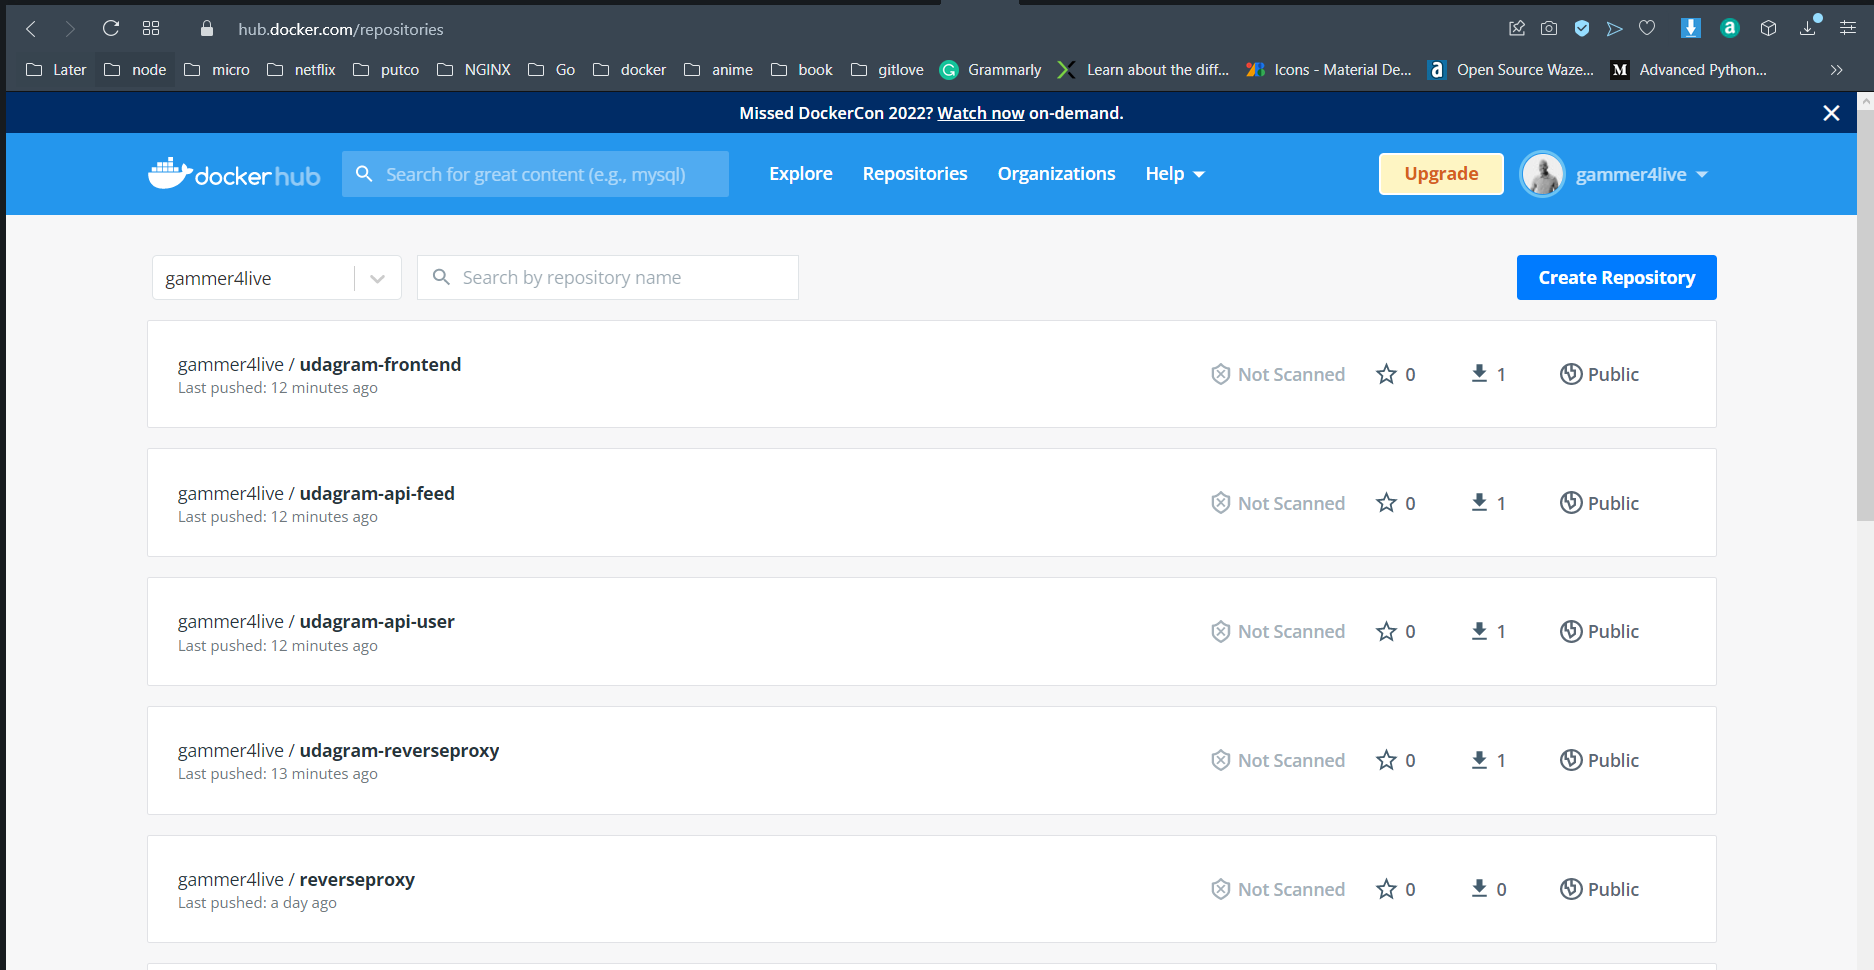 hub.docker.com/repositories
Later node micro netflix putco NGINX Go docker anime book gitlove Grammarly Learn about the diff... Icons - Material De... Open Source Waze... Advanced Python...
Missed DockerCon 2022? Watch now on-demand.
docker hub Search for great content (e.g., mysql) Explore Repositories Organizations Help Upgrade gammer4live
gammer4live Search by repository name Create Repository
gammer4live / udagram-frontend Not Scanned 0 1 Public
Last pushed: 12 minutes ago
gammer4live / udagram-api-feed Not Scanned 0 1 Public
Last pushed: 12 minutes ago
gammer4live / udagram-api-user Not Scanned 0 1 Public
Last pushed: 12 minutes ago
gammer4live / udagram-reverseproxy Not Scanned 0 1 Public
Last pushed: 13 minutes ago
gammer4live / reverseproxy Not Scanned 0 0 Public
Last pushed: a day ago